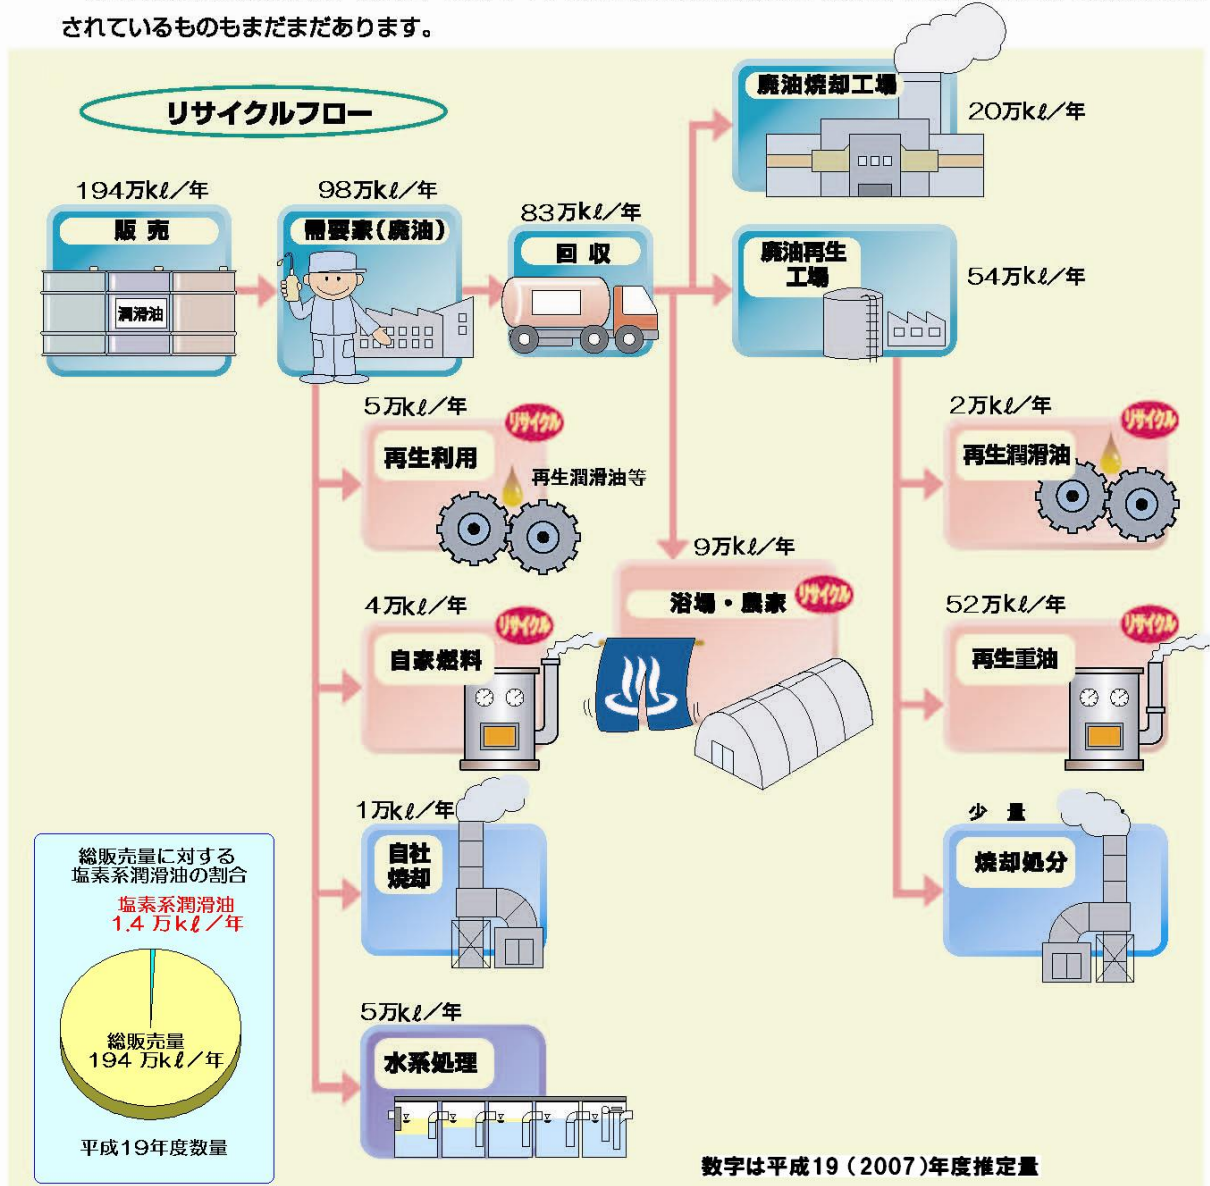 されているものもまだまだあります。
リサイクルフロー
廃油焼却工場
20万kℓ／年
194万kℓ／年
販売
潤滑油
98万kℓ／年
需要家(廃油)
83万kℓ／年
回収
廃油再生
工場
54万kℓ／年
5万kℓ／年
リサイクル
再生利用
再生潤滑油等
2万kℓ／年
リサイクル
再生潤滑油
9万kℓ／年
リサイクル
浴場・農家
4万kℓ／年
リサイクル
自家燃料
52万kℓ／年
リサイクル
再生重油
1万kℓ／年
自社
焼却
少量
焼却処分
5万kℓ／年
水系処理
総販売量に対する
塩素系潤滑油の割合
塩素系潤滑油
1.4 万kℓ／年
総販売量
194 万kℓ／年
平成19年度数量
数字は平成19（2007)年度推定量